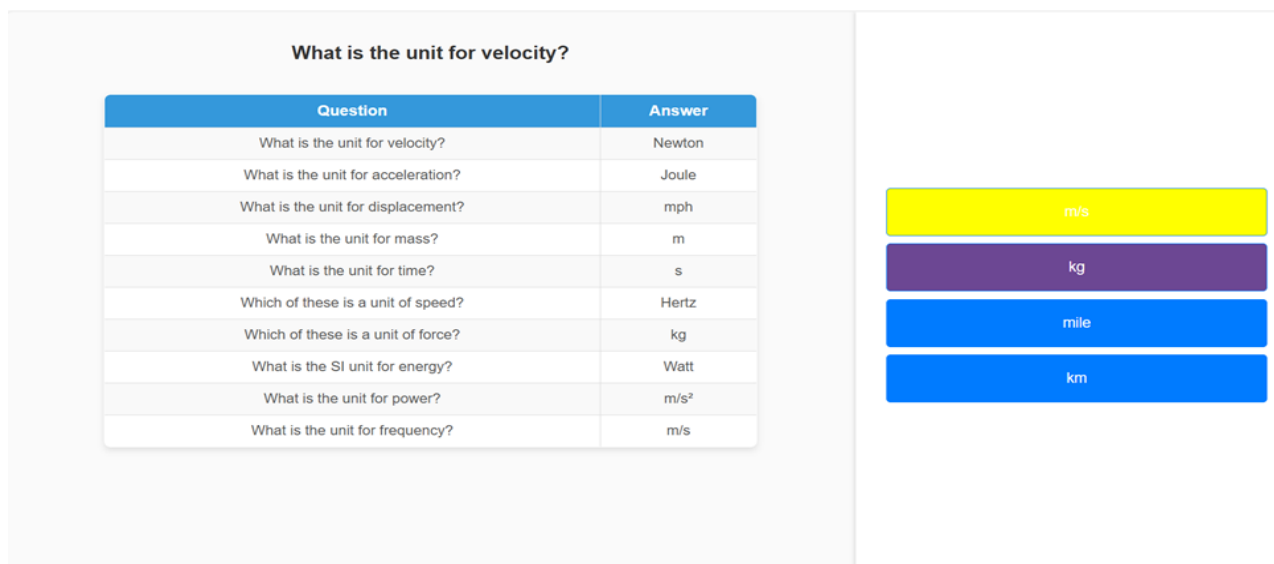 What is the unit for velocity?
Question Answer
What is the unit for velocity? Newton
What is the unit for acceleration? Joule
What is the unit for displacement? mph
What is the unit for mass? m
What is the unit for time? s
Which of these is a unit of speed? Hertz
Which of these is a unit of force? kg
What is the SI unit for energy? Watt
What is the unit for power? m/s²
What is the unit for frequency? m/s
m/s
kg
mile
km